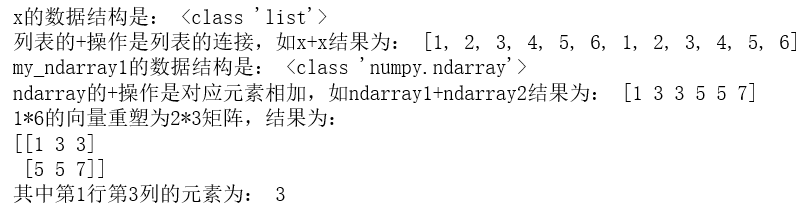 x的数据结构是： <class 'list'>
列表的+操作是列表的连接，如x+x结果为： [1, 2, 3, 4, 5, 6, 1, 2, 3, 4, 5, 6]
my_ndarray1的数据结构是： <class 'numpy.ndarray'>
ndarray的+操作是对应元素相加，如ndarray1+ndarray2结果为： [1 3 3 5 5 7]
1*6的向量重塑为2*3矩阵，结果为：
[[1 3 3]
 [5 5 7]]
其中第1行第3列的元素为： 3